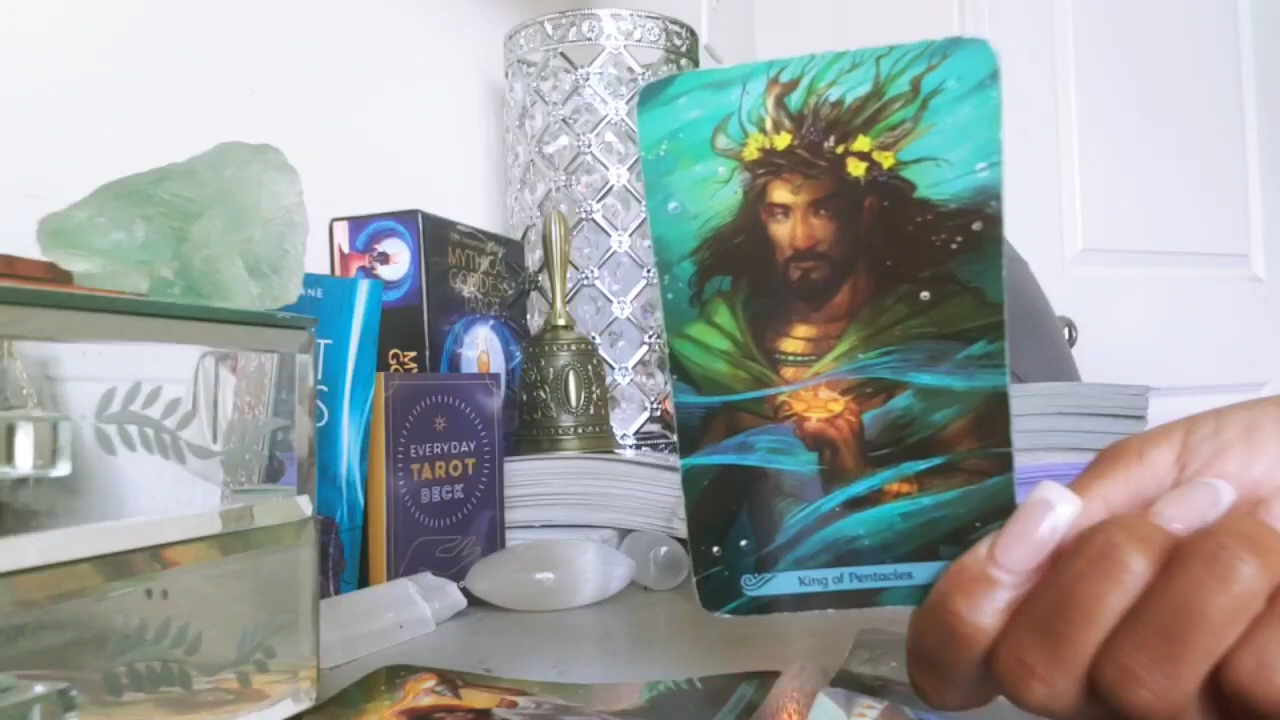 MYTHICAL
GODDESS
TAROT
EVERYDAY
TAROT
DECK
King of Pentacles